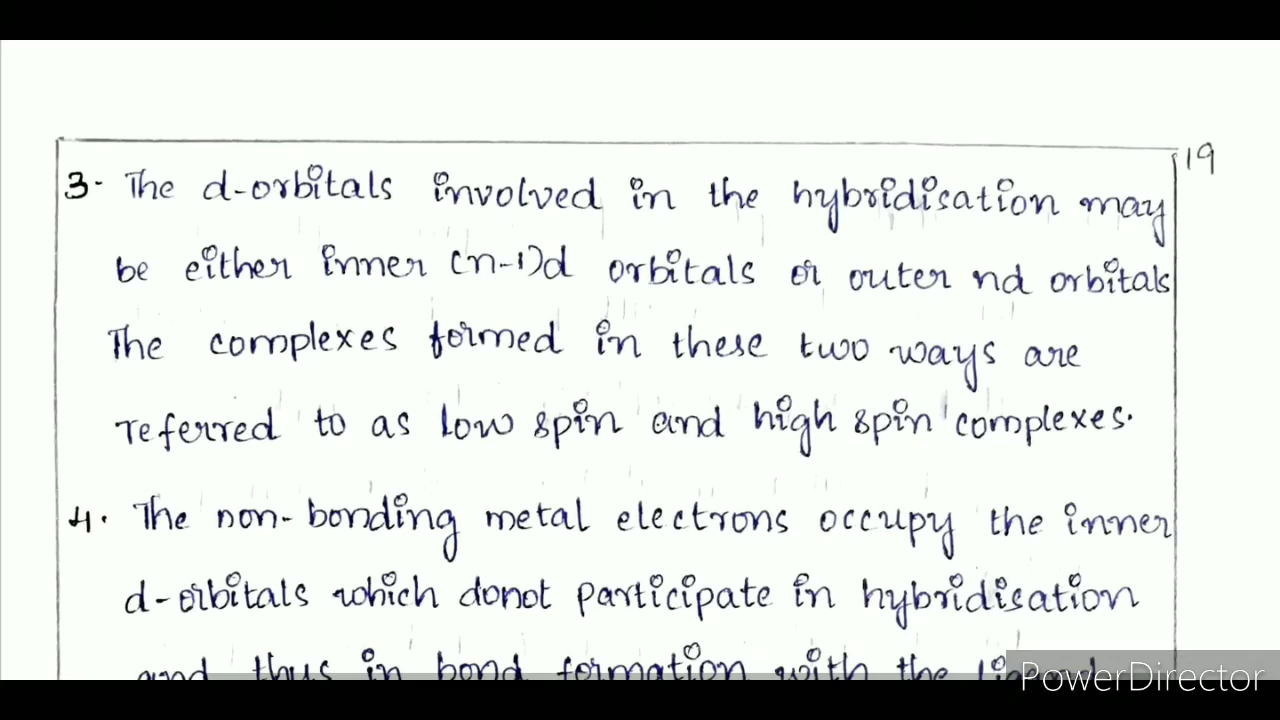 19
3. The d-orbitals involved in the hybridisation may
be either inner (n-1)d orbitals or outer nd orbitals
The complexes formed in these two ways are
referred to as low spin and high spin complexes.
4. The non-bonding metal electrons occupy the inner
d-orbitals which donot participate in hybridisation
and thus in bond formation with the
PowerDirector